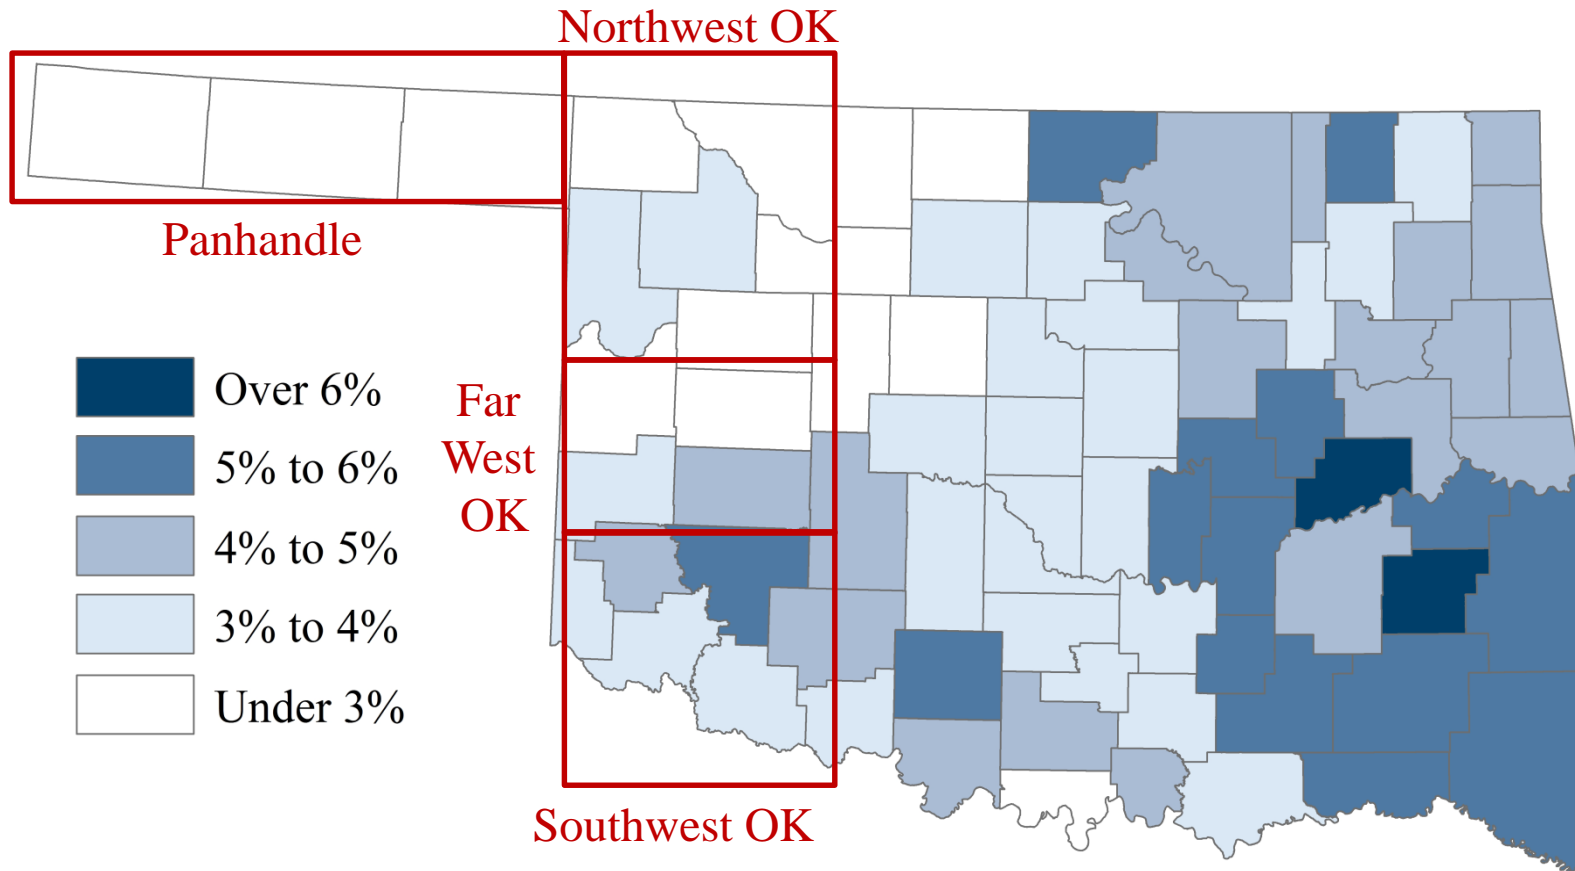 Northwest OK
Panhandle
Far
West
OK
Over 6%
5% to 6%
4% to 5%
3% to 4%
Under 3%
Southwest OK